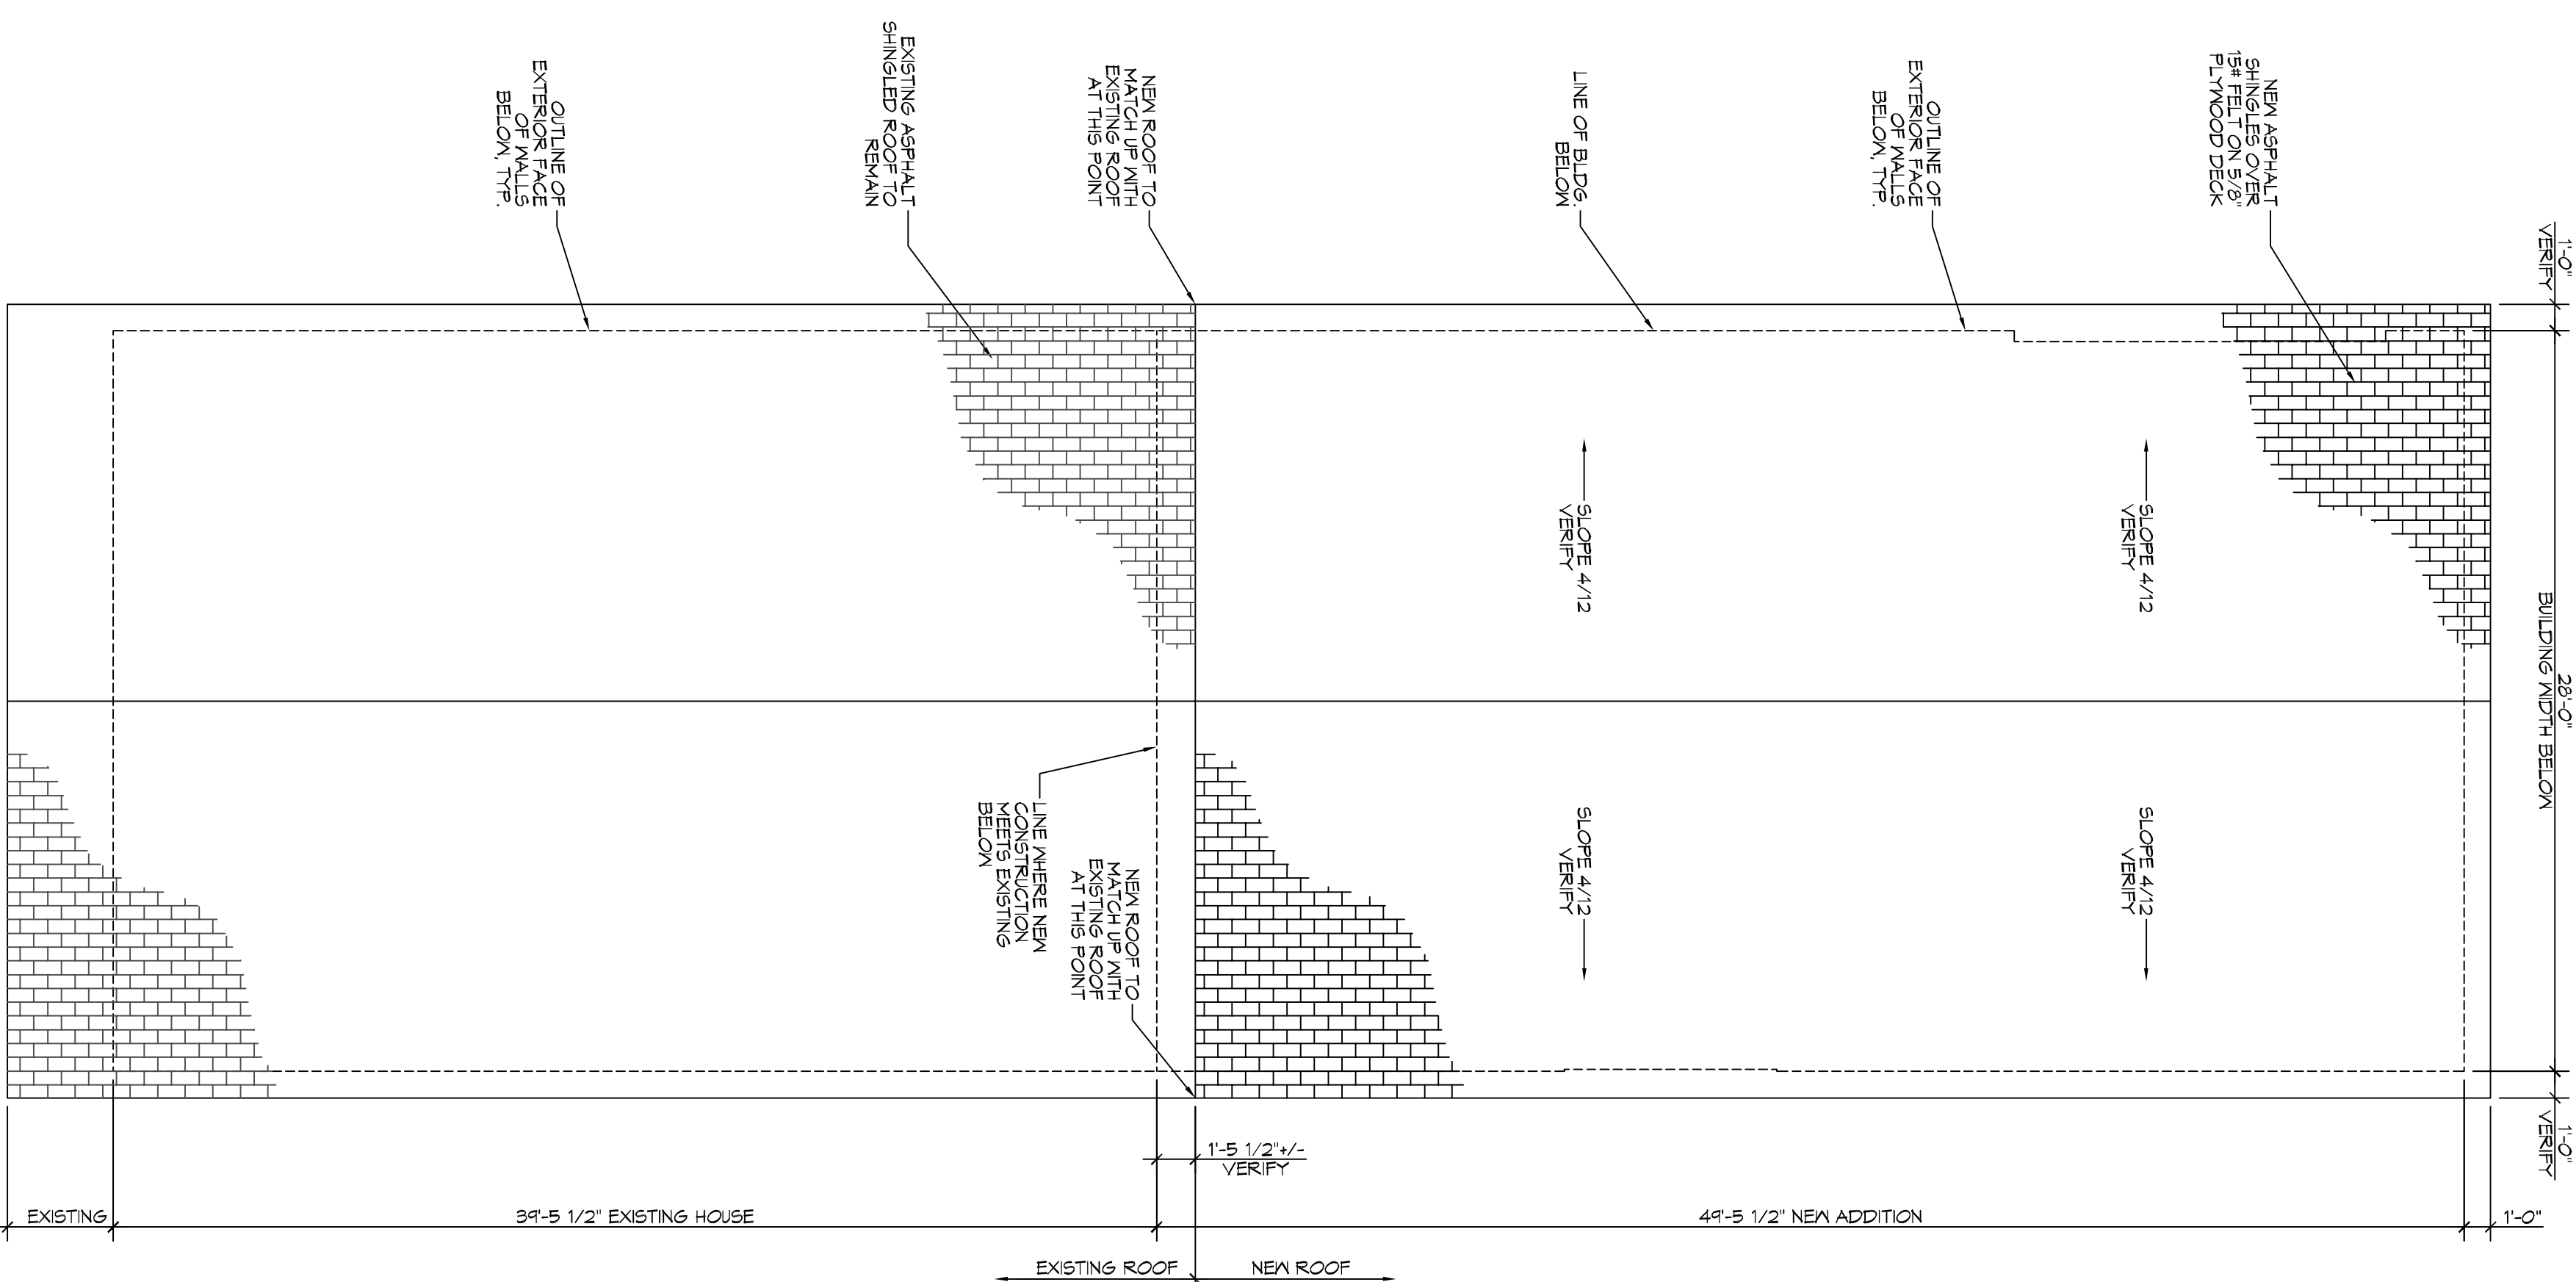 OUTLINE OF
EXTERIOR FACE
OF WALLS
BELOW, TYP.
EXISTING ASPHALT
SHINGLED ROOF TO
REMAIN
NEW ROOF TO
MATCH UP WITH
EXISTING ROOF
AT THIS POINT
LINE OF BLDG.
BELOW
OUTLINE OF
EXTERIOR FACE
OF WALLS
BELOW, TYP.
NEW ASPHALT
SHINGLES OVER
15# FELT ON 5/8"
PLYWOOD DECK
1'-0"
VERIFY
28'-0"
BUILDING WIDTH BELOW
1'-0"
VERIFY
SLOPE 4/12
VERIFY
SLOPE 4/12
VERIFY
SLOPE 4/12
VERIFY
SLOPE 4/12
VERIFY
LINE WHERE NEW
CONSTRUCTION
MEETS EXISTING
BELOW
NEW ROOF TO
MATCH UP WITH
EXISTING ROOF
AT THIS POINT
1'-5 1/2"+/-
VERIFY
EXISTING
39'-5 1/2" EXISTING HOUSE
49'-5 1/2" NEW ADDITION
1'-0"
EXISTING ROOF
NEW ROOF